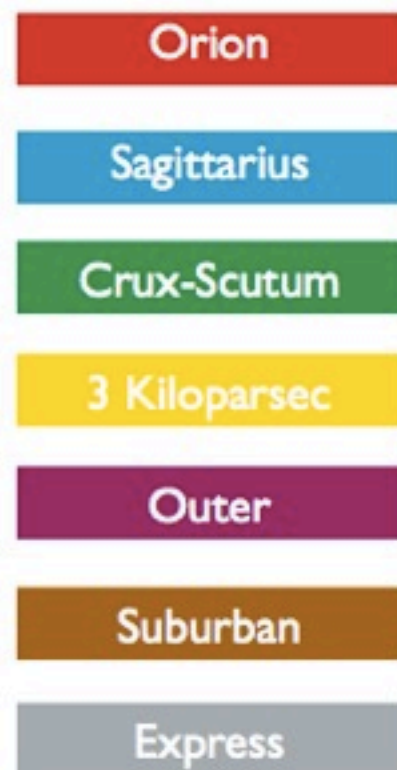 Orion
Sagittarius
Crux-Scutum
3 Kiloparsec
Outer
Suburban
Express